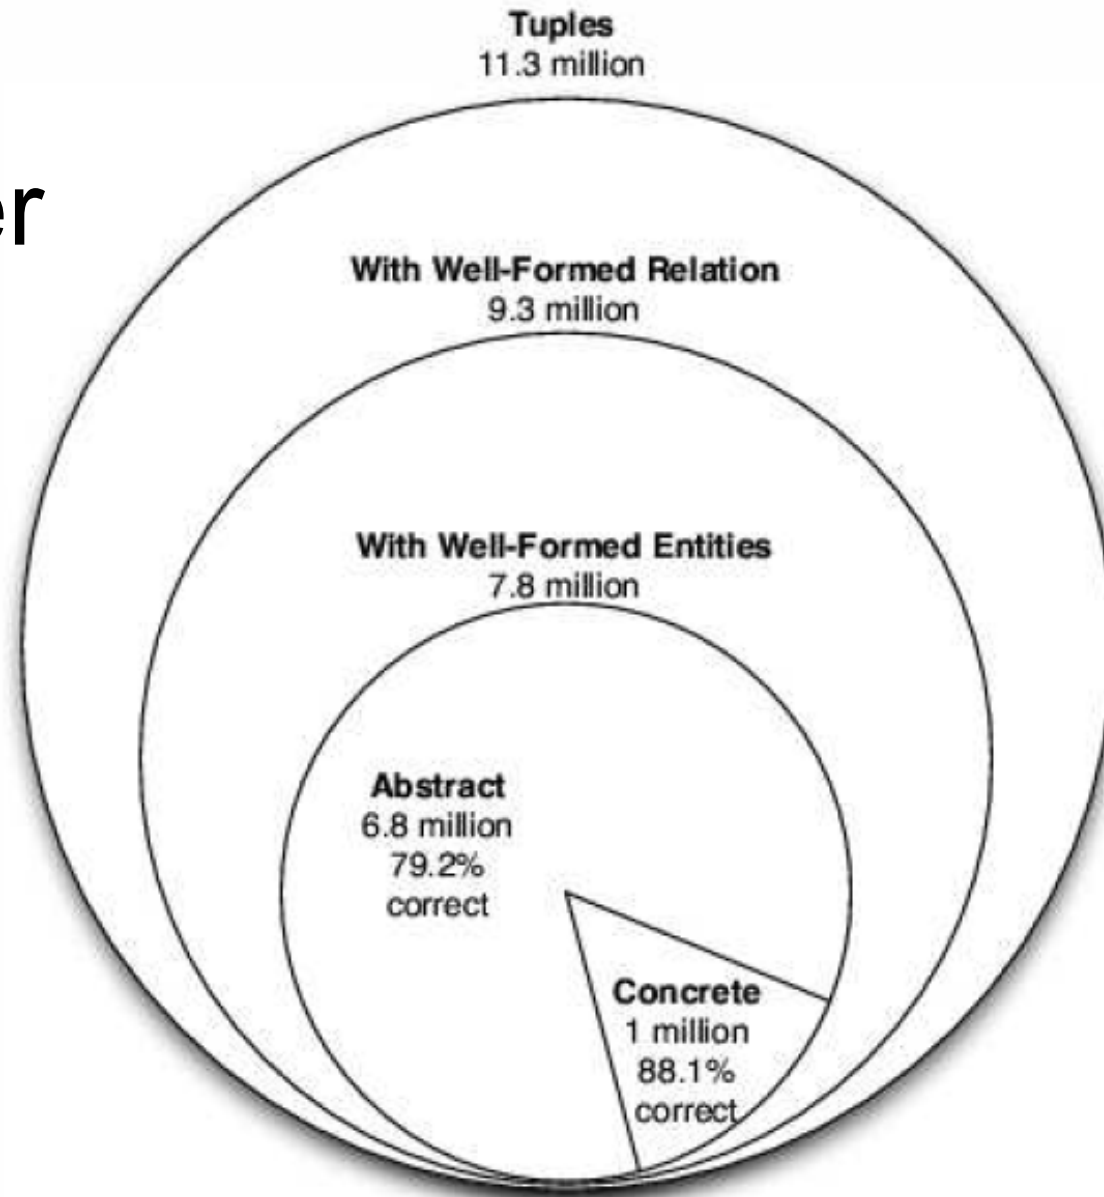 Tuples
11.3 million
er
With Well-Formed Relation
9.3 million
With Well-Formed Entities
7.8 million
Abstract
6.8 million
79.2%
correct
Concrete
1 million
88.1%
correct